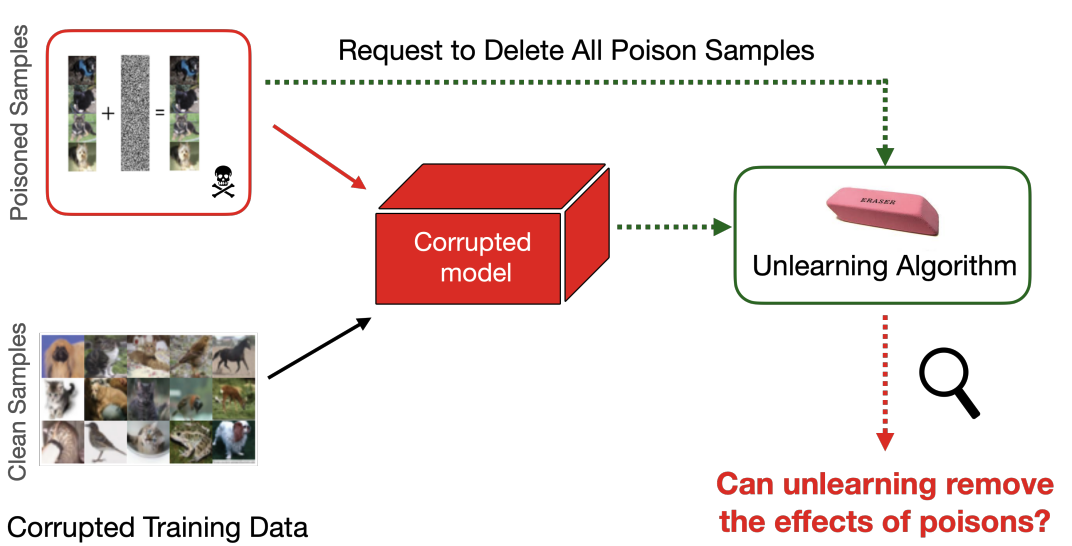 Poisoned Samples
Request to Delete All Poison Samples
+
=
Corrupted
model
ERASER
Unlearning Algorithm
Clean Samples
Can unlearning remove
the effects of poisons?
Corrupted Training Data